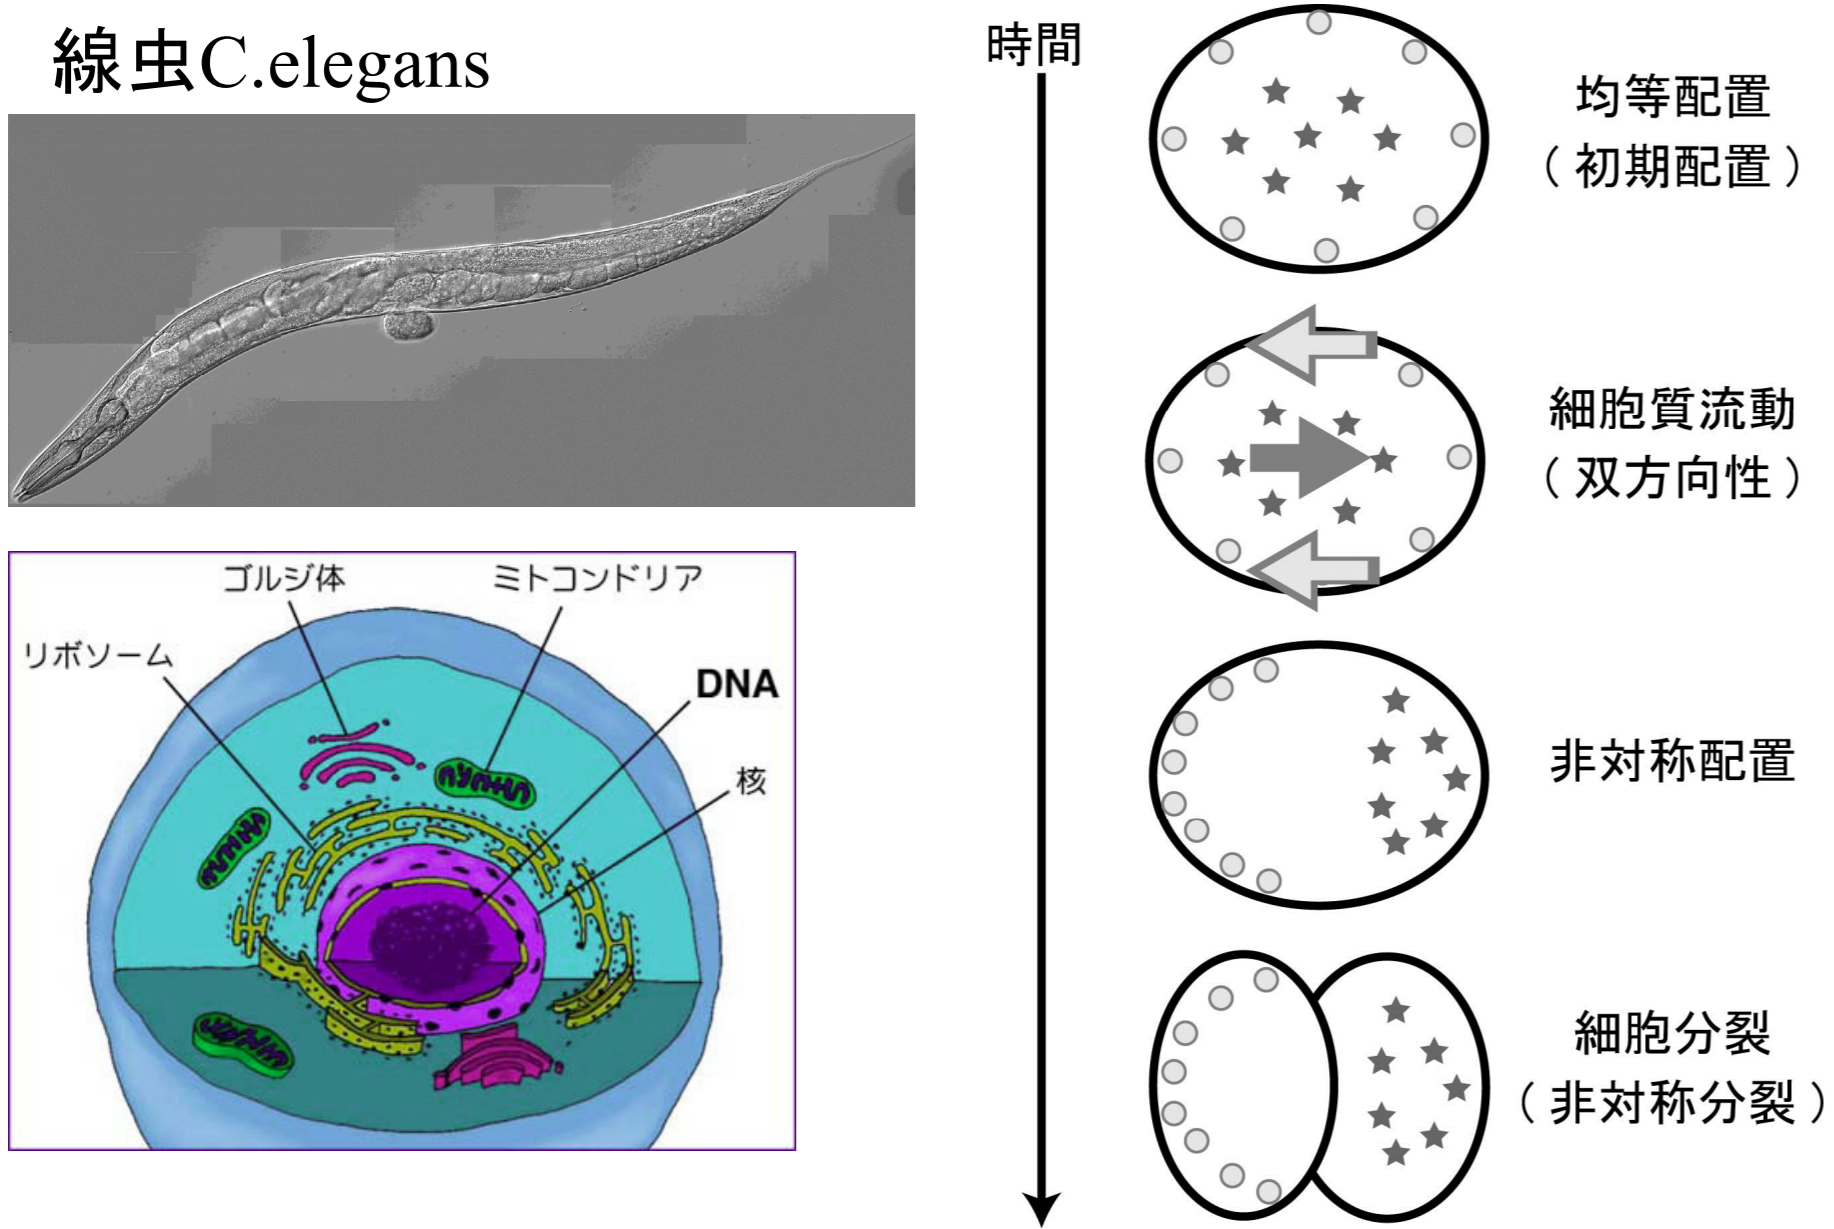 線虫C.elegans
ゴルジ体
ミトコンドリア
リボソーム
DNA
核
時間
均等配置
（初期配置）
細胞質流動
（双方向性）
非対称配置
細胞分裂
（非対称分裂）